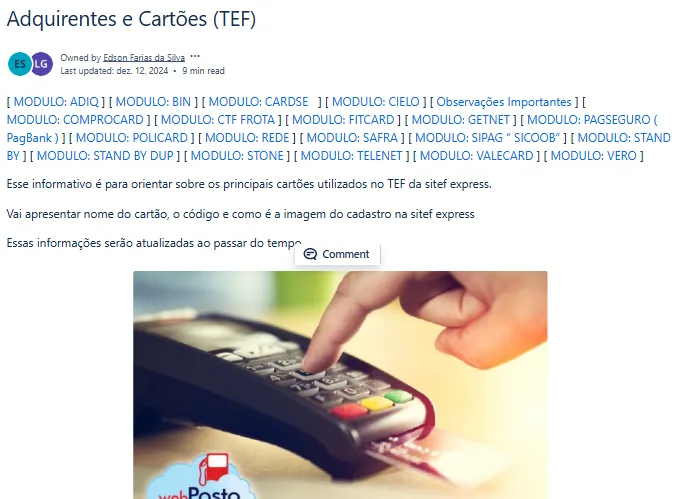 Adquirentes e Cartões (TEF)
ES LG Owned by Edson Farias da Silva •••
Last updated: dez. 12, 2024 • 9 min read
[ MODULO: ADIQ ] [ MODULO: BIN ] [ MODULO: CARDSE ] [ MODULO: CIELO ] [ Observações Importantes ] [
MODULO: COMPROCARD ] [ MODULO: CTF FROTA ] [ MODULO: FITCARD ] [ MODULO: GETNET ] [ MODULO: PAGSEGURO (
PagBank ) ] [ MODULO: POLICARD ] [ MODULO: REDE ] [ MODULO: SAFRA ] [ MODULO: SIPAG “ SICOOB” ] [ MODULO: STAND
BY ] [ MODULO: STAND BY DUP ] [ MODULO: STONE ] [ MODULO: TELENET ] [ MODULO: VALECARD ] [ MODULO: VERO ]
Esse informativo é para orientar sobre os principais cartões utilizados no TEF da sitef express.
Vai apresentar nome do cartão, o código e como é a imagem do cadastro na sitef express
Essas informações serão atualizadas ao passar do tempo
Comment
webPosto